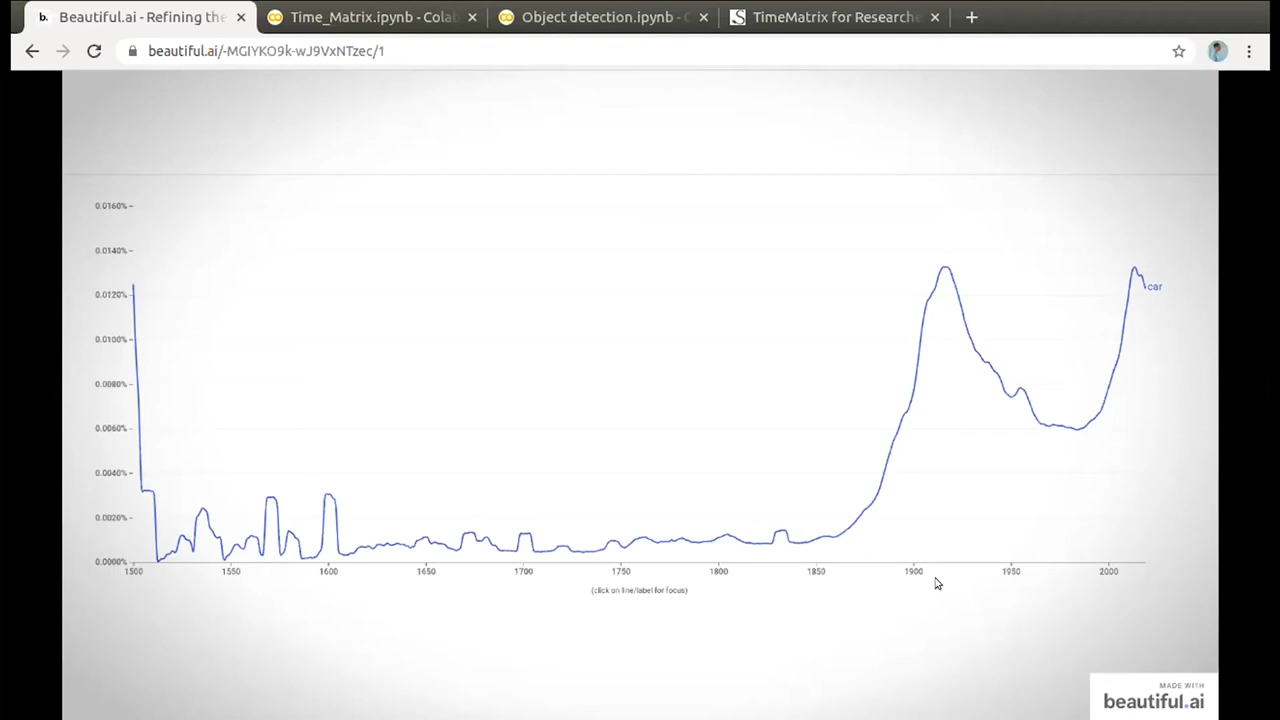 b. Beautiful.ai - Refining the
Time_Matrix.ipynb - Colab
Object detection.ipynb - C
TimeMatrix for Researche
beautiful.ai/-MGIYKO9k-wJ9VxNTzec/1
0.0160%
0.0140%
0.0120%
0.0100%
0.0080%
0.0060%
0.0040%
0.0020%
0.0000%
car
1500 1550 1600 1650 1700 1750 1800 1850 1900 1950 2000
(click on line/label for focus)
MADE WITH
beautiful.ai